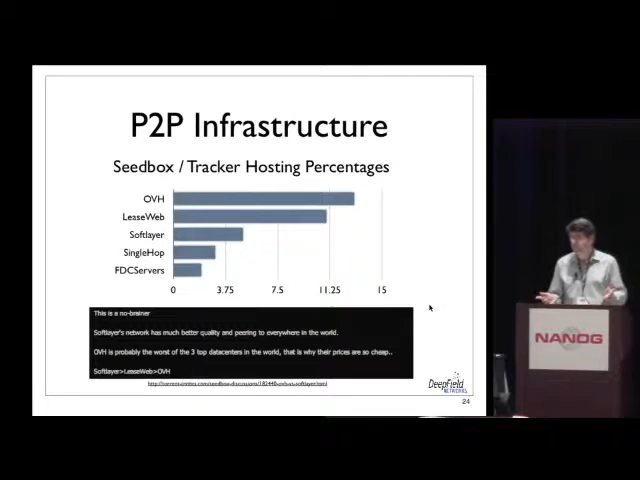 P2P Infrastructure
Seedbox / Tracker Hosting Percentages
OVH
LeaseWeb
Softlayer
SingleHop
FDCServers
0 3.75 7.5 11.25 15
This is a no-brainer
Softlayer's network has much better quality and peering to everywhere in the world.
OVH is probably the worst of the 3 top datacenters in the world, that is why their prices are so cheap..
Softlayer>LeaseWeb>OVH
DeepField
NETWORKS
24
NANOG